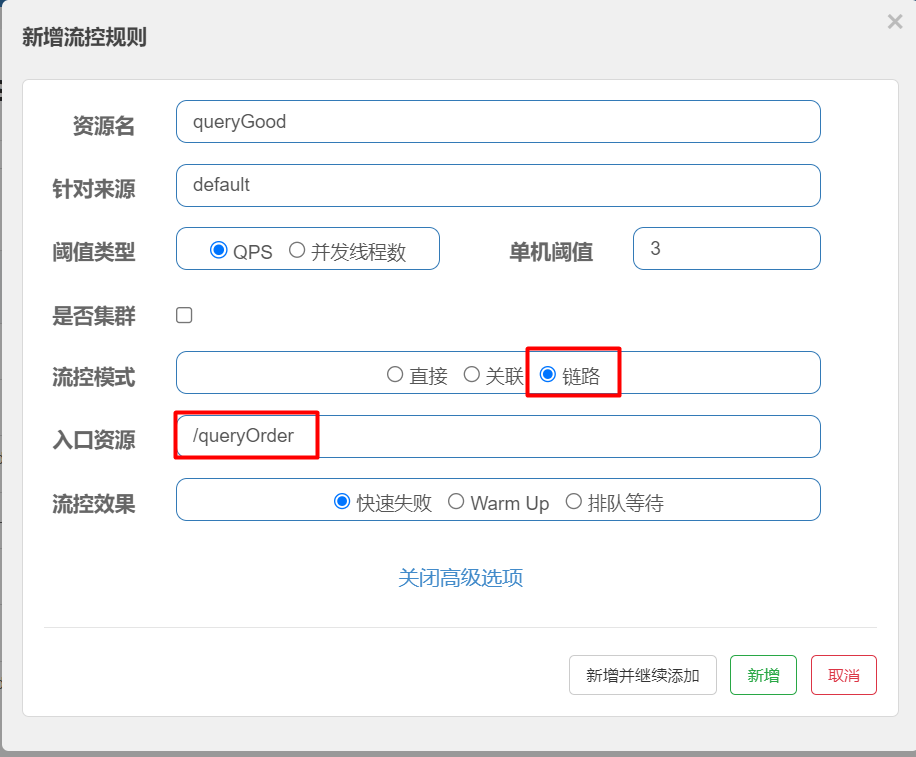 新增流控规则
资源名 queryGood
针对来源 default
阈值类型 QPS 并发线程数 单机阈值 3
是否集群
流控模式 直接 关联 链路
入口资源 /queryOrder
流控效果 快速失败 Warm Up 排队等待
关闭高级选项
新增并继续添加 新增 取消